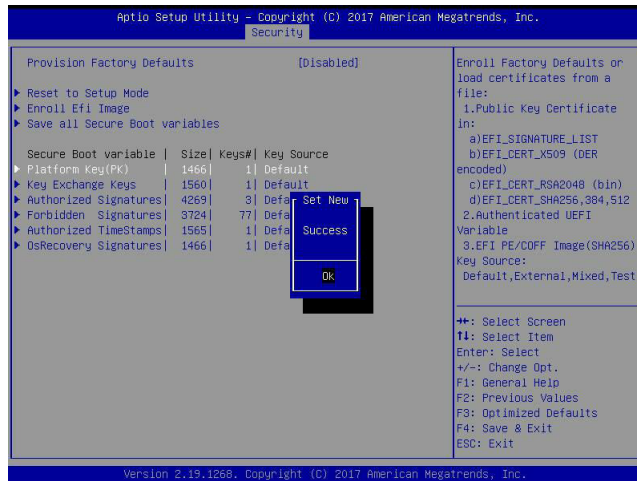 Aptio Setup Utility – Copyright (C) 2017 American Megatrends, Inc.
Security
Provision Factory Defaults [Disabled]
Reset to Setup Mode
Enroll Efi Image
Save all Secure Boot variables
Secure Boot variable | Size| Keys#| Key Source
Platform Key(PK) | 1466| 1| Default
Key Exchange Keys | 1560| 1| Default
Authorized Signatures| 4269| 3| Defa
Forbidden Signatures| 3724| 77| Defa
Authorized TimeStamps| 1565| 1| Defa
OsRecovery Signatures| 1466| 1| Defa
Set New
Success
Ok
Enroll Factory Defaults or
load certificates from a
file:
1.Public Key Certificate
in:
a)EFI_SIGNATURE_LIST
b)EFI_CERT_X509 (DER
encoded)
c)EFI_CERT_RSA2048 (bin)
d)EFI_CERT_SHA256,384,512
2.Authenticated UEFI
Variable
3.EFI PE/COFF Image(SHA256)
Key Source:
Default,External,Mixed,Test
→←: Select Screen
↑↓: Select Item
Enter: Select
+/-: Change Opt.
F1: General Help
F2: Previous Values
F3: Optimized Defaults
F4: Save & Exit
ESC: Exit
Version 2.19.1268. Copyright (C) 2017 American Megatrends, Inc.